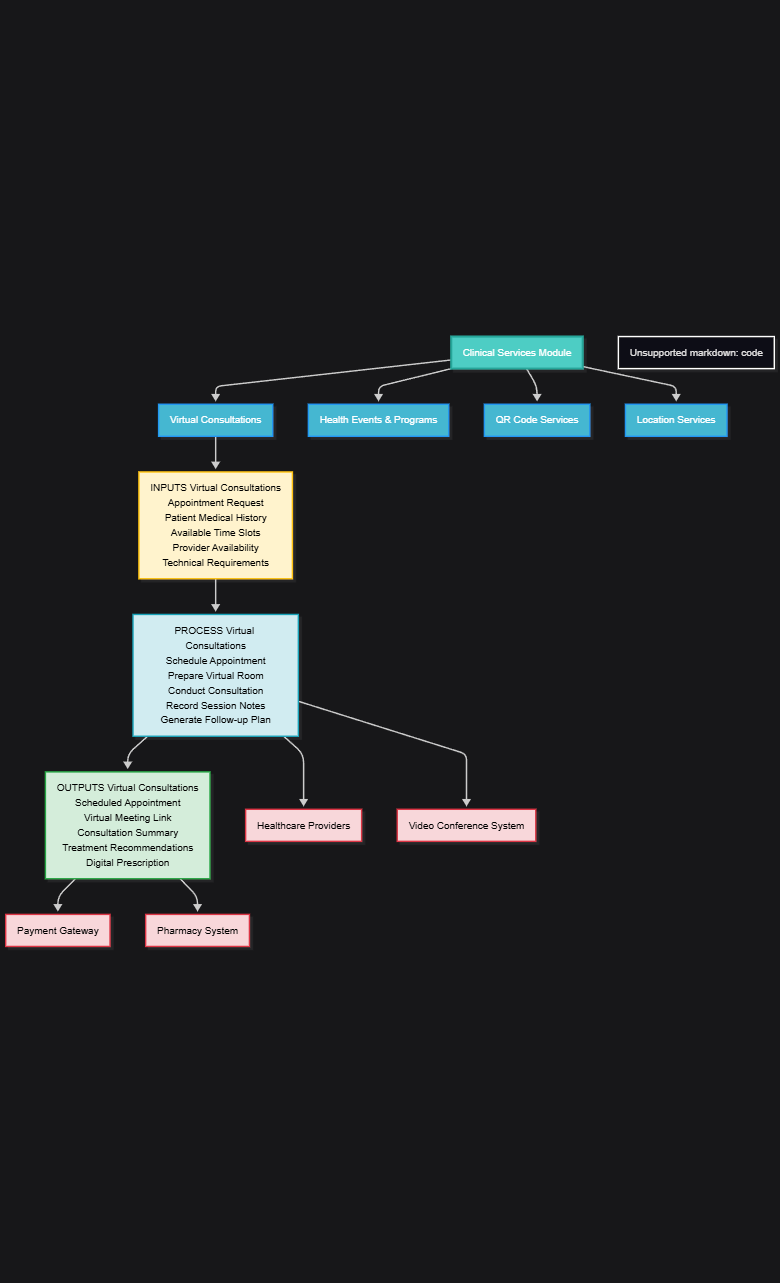 Clinical Services Module
Unsupported markdown: code
Virtual Consultations
Health Events & Programs
QR Code Services
Location Services
INPUTS Virtual Consultations
Appointment Request
Patient Medical History
Available Time Slots
Provider Availability
Technical Requirements
PROCESS Virtual
Consultations
Schedule Appointment
Prepare Virtual Room
Conduct Consultation
Record Session Notes
Generate Follow-up Plan
OUTPUTS Virtual Consultations
Scheduled Appointment
Virtual Meeting Link
Consultation Summary
Treatment Recommendations
Digital Prescription
Healthcare Providers
Video Conference System
Payment Gateway
Pharmacy System